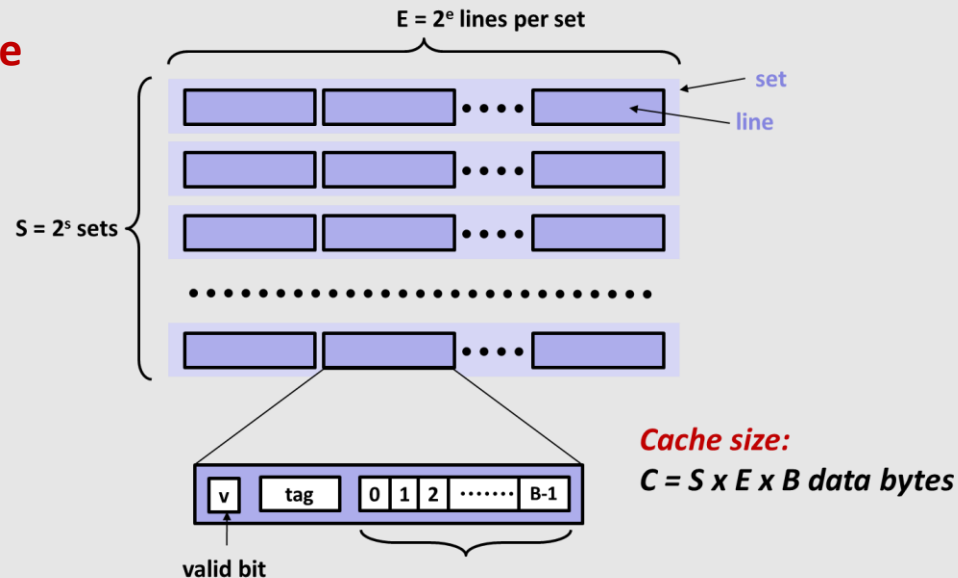 E = 2ᵉ lines per set
e
set
line
S = 2ˢ sets
Cache size:
C = S x E x B data bytes
v tag 0 1 2 ······· B-1
valid bit